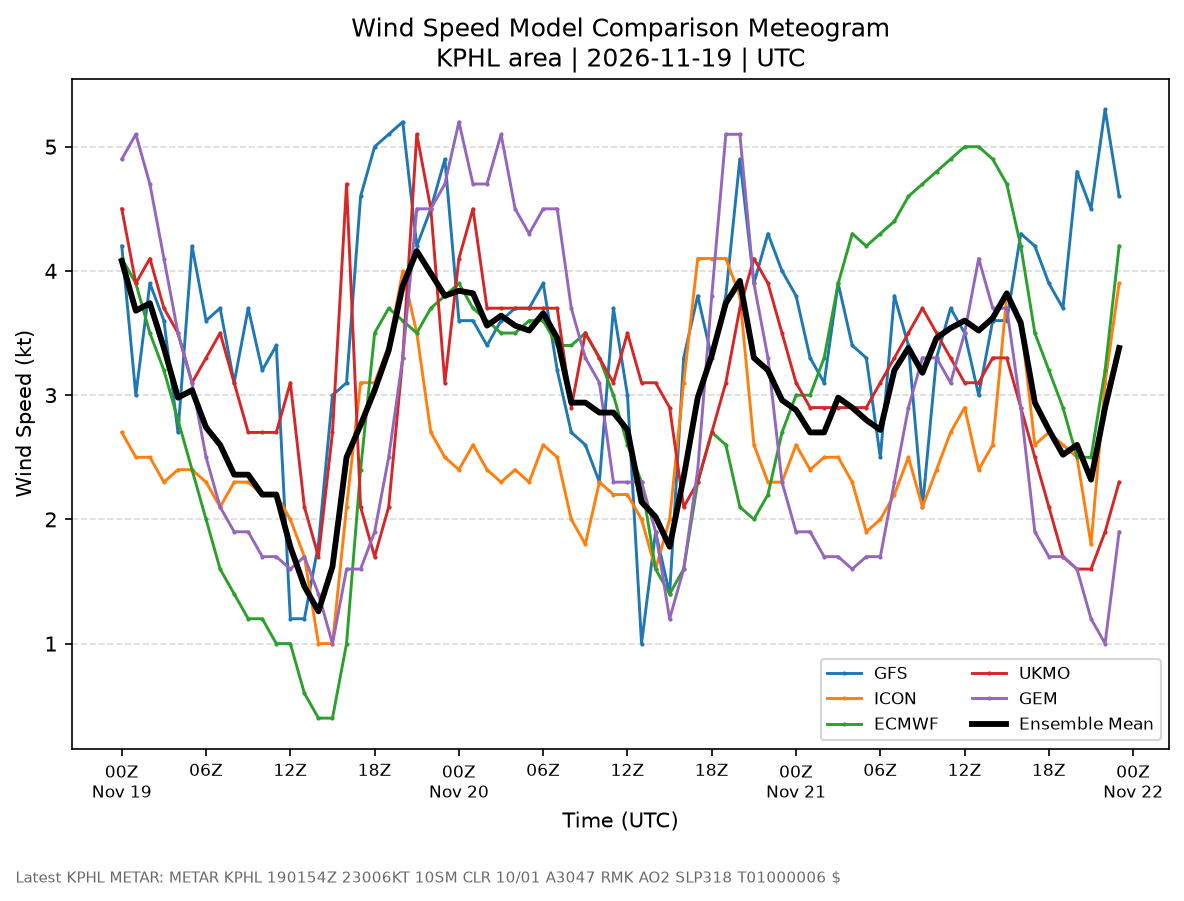 Wind Speed Model Comparison Meteogram
KPHL area | 2026-11-19 | UTC
Wind Speed (kt)
5
4
3
2
1
GFS
ICON
ECMWF
UKMO
GEM
Ensemble Mean
00Z 06Z 12Z 18Z 00Z 06Z 12Z 18Z 00Z 06Z 12Z 18Z 00Z
Nov 19 Nov 20 Nov 21 Nov 22
Time (UTC)
Latest KPHL METAR: METAR KPHL 190154Z 23006KT 10SM CLR 10/01 A3047 RMK AO2 SLP318 T01000006 $